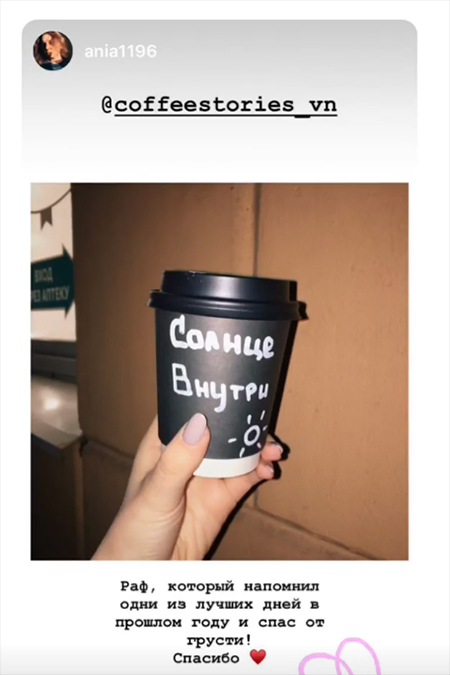 ania1196
@coffeestories_vn
ВХОД
ЧЕРЕЗ АПТЕКУ
Солнце
Внутри
Раф, который напомнил
одни из лучших дней в
прошлом году и спас от
грусти!
Спасибо ❤️